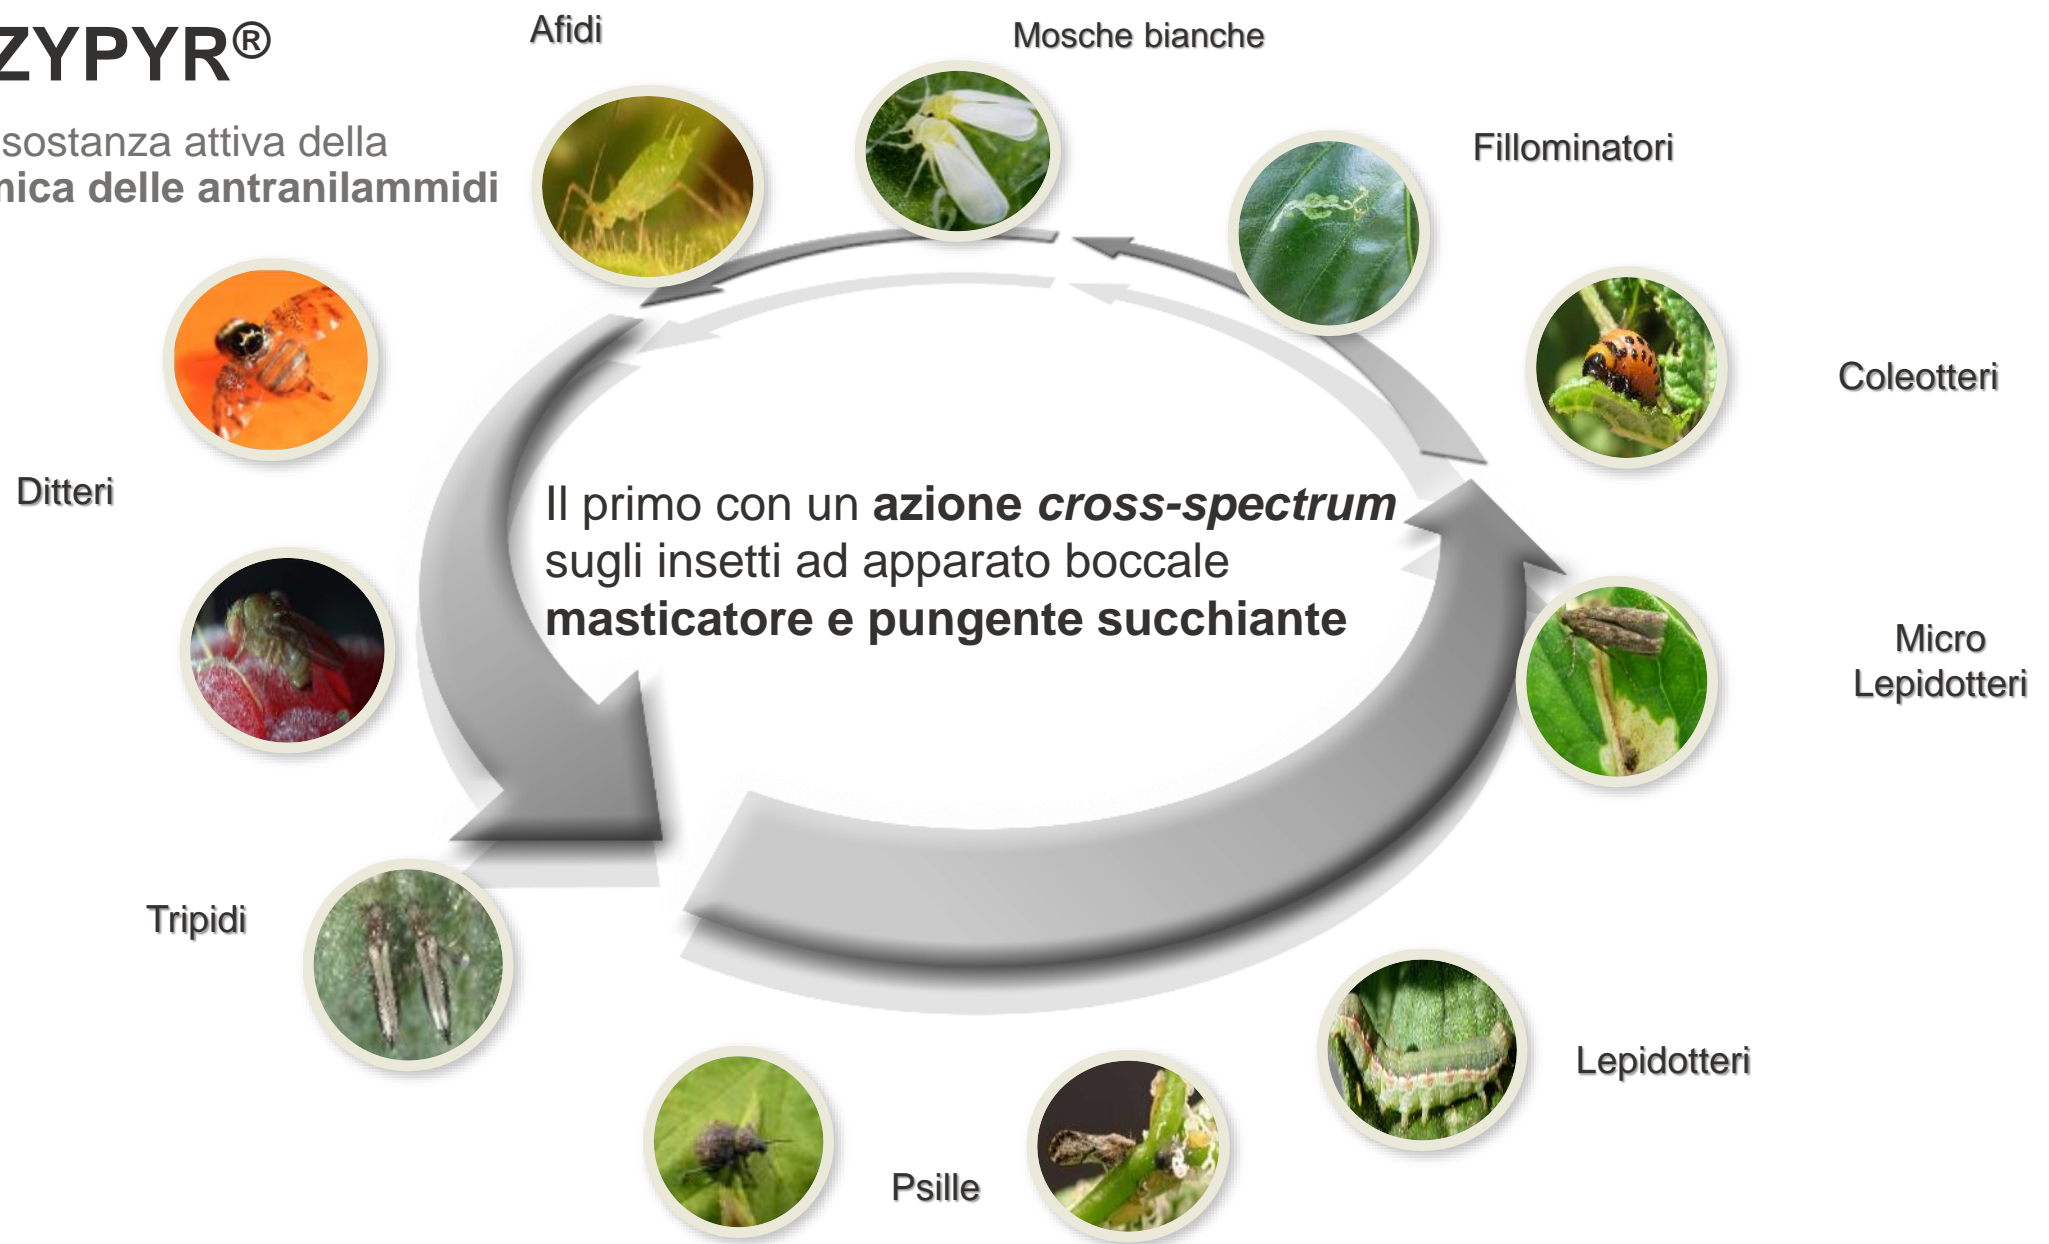 ZYPYR®
sostanza attiva della
mica delle antranilammidi
Afidi
Mosche bianche
Fillominatori
Coleotteri
Ditteri
Il primo con un azione cross-spectrum
sugli insetti ad apparato boccale
masticatore e pungente succhiante
Micro
Lepidotteri
Tripidi
Lepidotteri
Psille